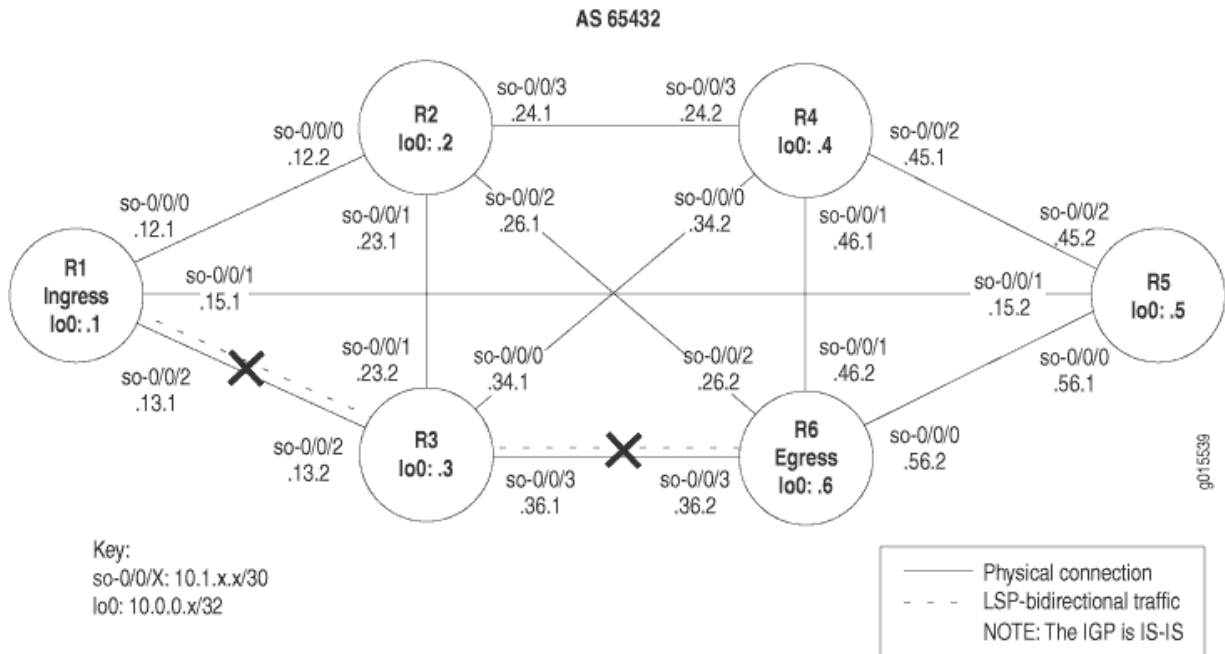 AS 65432
so-0/0/3
.24.1
so-0/0/3
.24.2
R2
lo0: .2
R4
lo0: .4
so-0/0/0
.12.2
so-0/0/2
.45.1
so-0/0/0
.12.1
so-0/0/1
.23.1
so-0/0/2
.26.1
so-0/0/0
.34.2
so-0/0/1
.46.1
so-0/0/2
.45.2
R1
Ingress
lo0: .1
so-0/0/1
.15.1
so-0/0/1
.15.2
R5
lo0: .5
so-0/0/2
.13.1
so-0/0/1
.23.2
so-0/0/0
.34.1
so-0/0/2
.26.2
so-0/0/1
.46.2
so-0/0/0
.56.1
so-0/0/2
.13.2
R3
lo0: .3
R6
Egress
lo0: .6
so-0/0/0
.56.2
so-0/0/3
.36.1
so-0/0/3
.36.2
g015539
Key:
so-0/0/X: 10.1.x.x/30
lo0: 10.0.0.x/32
Physical connection
LSP-bidirectional traffic
NOTE: The IGP is IS-IS